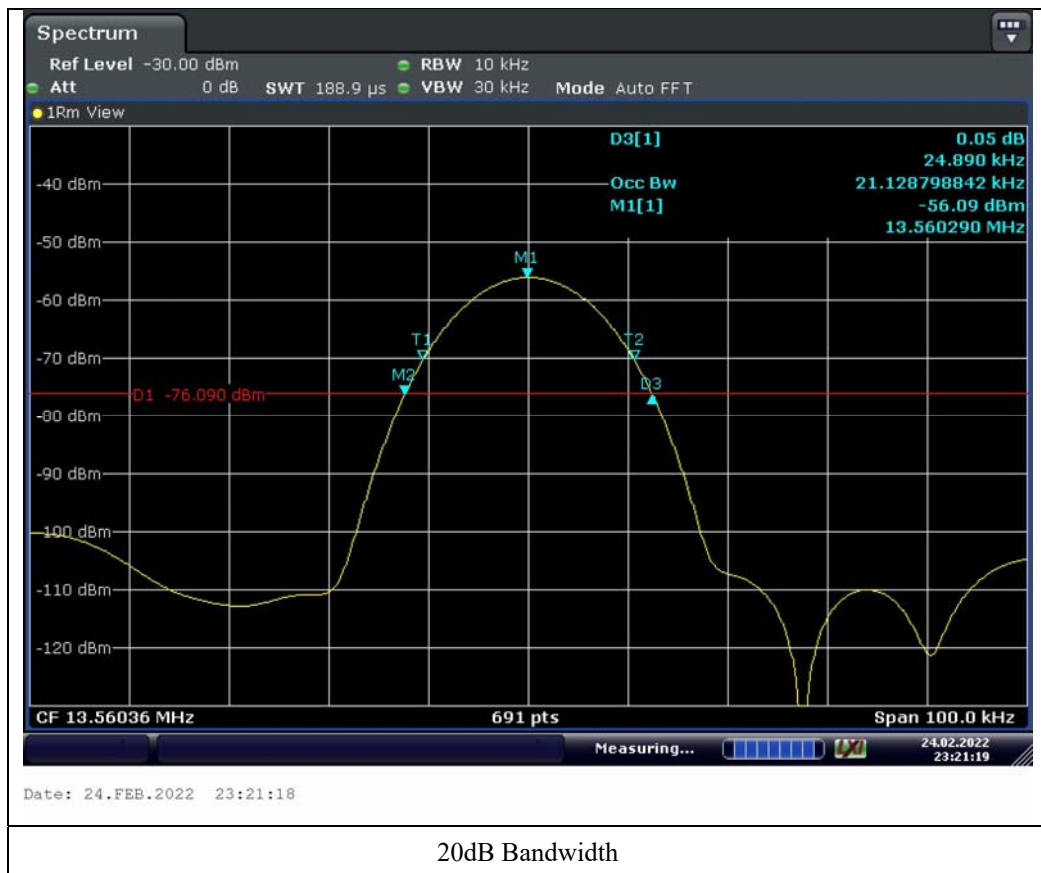 Spectrum
Ref Level -30.00 dBm RBW 10 kHz
Att 0 dB SWT 188.9 µs VBW 30 kHz Mode Auto FFT
1Rm View
D3[1] 0.05 dB
24.890 kHz
-40 dBm Occ Bw 21.128798842 kHz
M1[1] -56.09 dBm
13.560290 MHz
-50 dBm
M1
-60 dBm
T1 T2
-70 dBm
M2 D3
D1 -76.090 dBm
-80 dBm
-90 dBm
-100 dBm
-110 dBm
-120 dBm
CF 13.56036 MHz 691 pts Span 100.0 kHz
Measuring... LXI 24.02.2022
23:21:19
Date: 24.FEB.2022 23:21:18
20dB Bandwidth